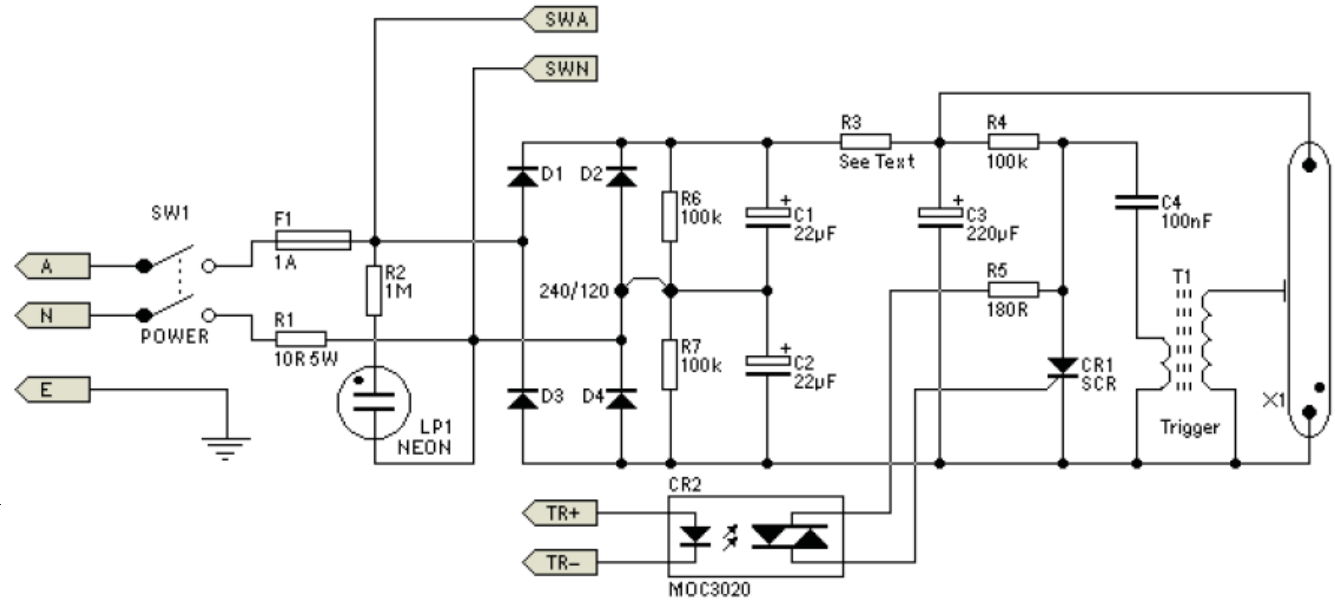 SWA
SWN
SW1
A
N
POWER
E
F1
1A
R1
10R 5W
R2
1M
LP1
NEON
D1
D2
D3
D4
240/120
R6
100k
R7
100k
C1
+
22µF
C2
+
22µF
R3
See Text
C3
+
220µF
R4
100k
R5
180R
CR1
SCR
C4
100nF
T1
Trigger
X1
CR2
TR+
TR-
MOC3020